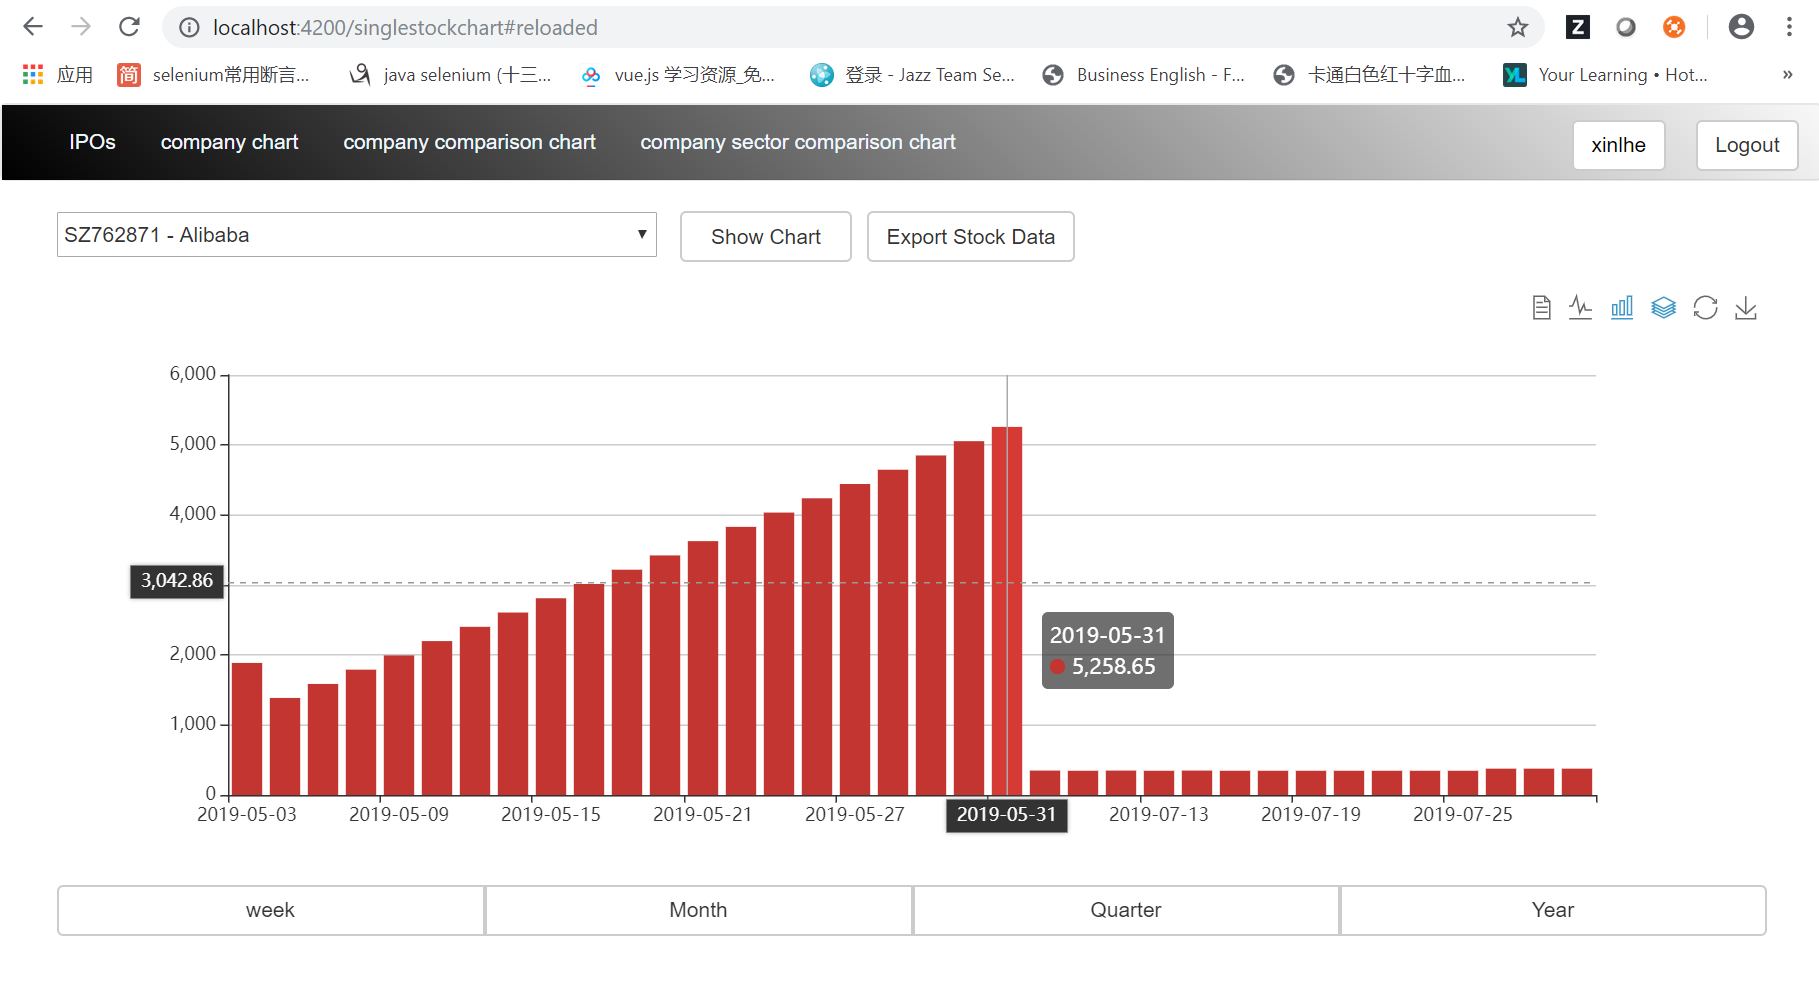 localhost:4200/singlestockchart#reloaded
Z
应用 简 selenium常用断言... java selenium (十三... vue.js 学习资源_免... 登录 - Jazz Team Se... Business English - F... 卡通白色红十字血... YL Your Learning • Hot... »
IPOs company chart company comparison chart company sector comparison chart xinlhe Logout
SZ762871 - Alibaba Show Chart Export Stock Data
6,000
5,000
4,000
3,042.86
2,000
1,000
0
2019-05-31
5,258.65
2019-05-03 2019-05-09 2019-05-15 2019-05-21 2019-05-27 2019-05-31 2019-07-13 2019-07-19 2019-07-25
week Month Quarter Year